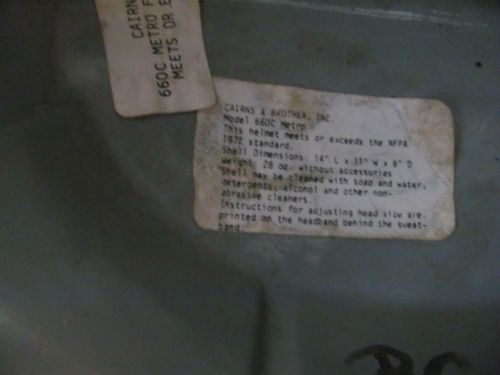 CAIRN
660C METRO F
MEETS OR E
CAIRNS & BROTHER, INC.
Model 660C Metro
This helmet meets or exceeds the NFPA
1972 standard.
Shell Dimensions: 14" L x 11" W x 6" D
Weight: 28 oz. without accessories
Shell may be cleaned with soap and water,
detergents, alcohol and other non-
abrasive cleaners.
Instructions for adjusting head size are
printed on the headband behind the sweat-
band.